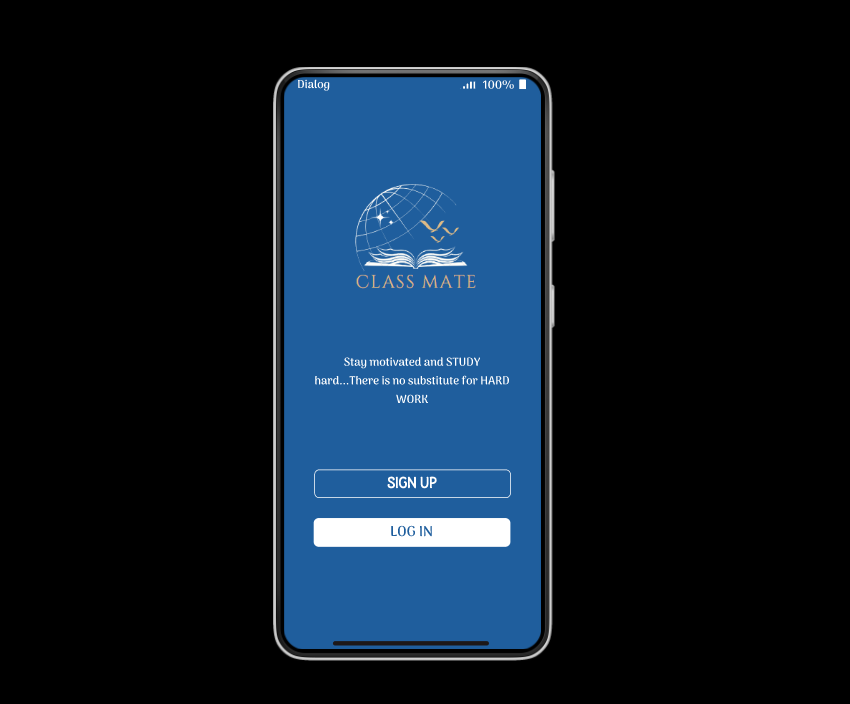 Dialog 100%
CLASS MATE
Stay motivated and STUDY
hard...There is no substitute for HARD
WORK
SIGN UP
LOG IN